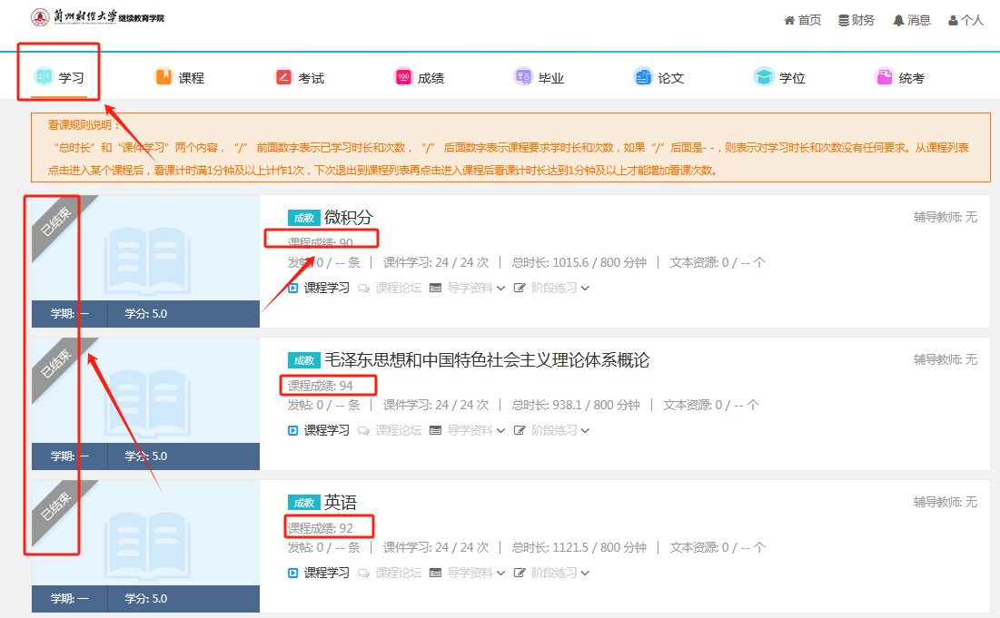 兰州财经大学继续教育学院
首页 财务 消息 个人
学习 课程 考试 100 成绩 毕业 论文 学位 统考
看课规则说明：
“总时长”和“课件学习”两个内容，“/” 前面数字表示已学习时长和次数，“/” 后面数字表示课程要求学时长和次数，如果 “/”后面是- -，则表示对学习时长和次数没有任何要求。从课程列表
点击进入某个课程后，看课计时满1分钟及以上计作1次，下次退出到课程列表再点击进入课程后看课计时长达到1分钟及以上才能增加看课次数。
已结束
学期: 一 学分: 5.0
成教 微积分
辅导教师: 无
课程成绩: 90
发帖: 0 / -- 条 | 课件学习: 24 / 24 次 | 总时长: 1015.6 / 800 分钟 | 文本资源: 0 / -- 个
课程学习 课程论坛 导学资料 阶段练习
已结束
学期: 一 学分: 5.0
成教 毛泽东思想和中国特色社会主义理论体系概论
辅导教师: 无
课程成绩: 94
发帖: 0 / -- 条 | 课件学习: 24 / 24 次 | 总时长: 938.1 / 800 分钟 | 文本资源: 0 / -- 个
课程学习 课程论坛 导学资料 阶段练习
已结束
学期: 一 学分: 5.0
成教 英语
辅导教师: 无
课程成绩: 92
发帖: 0 / -- 条 | 课件学习: 24 / 24 次 | 总时长: 1121.5 / 800 分钟 | 文本资源: 0 / -- 个
课程学习 课程论坛 导学资料 阶段练习